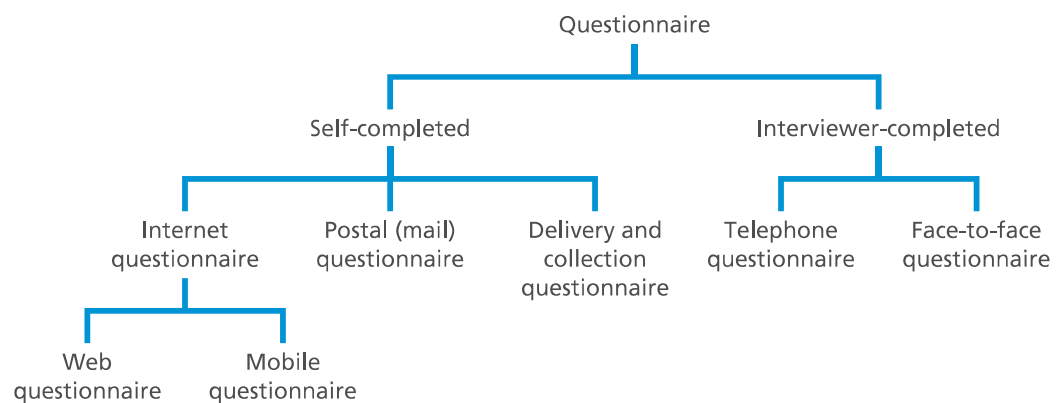 Questionnaire
Self-completed
Interviewer-completed
Internet
questionnaire
Postal (mail)
questionnaire
Delivery and
collection
questionnaire
Telephone
questionnaire
Face-to-face
questionnaire
Web
questionnaire
Mobile
questionnaire